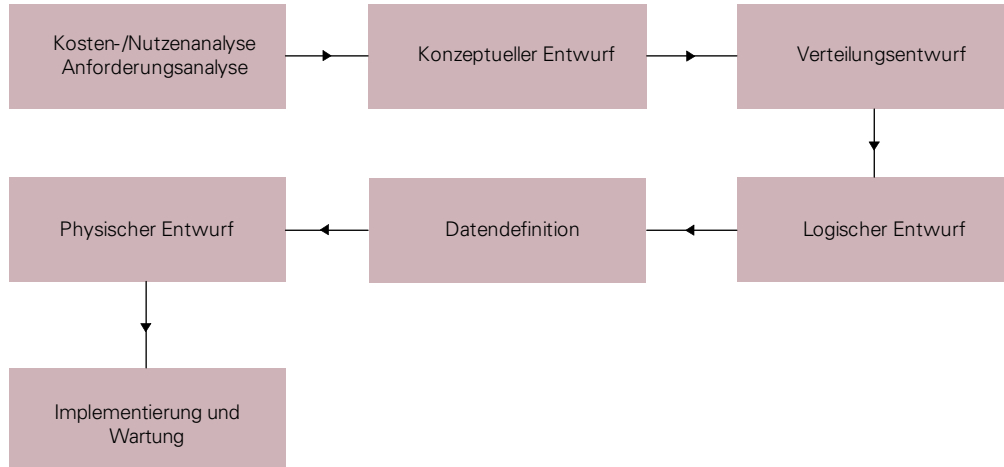 Kosten-/Nutzenanalyse
Anforderungsanalyse
Konzeptueller Entwurf
Verteilungsentwurf
Logischer Entwurf
Datendefinition
Physischer Entwurf
Implementierung und
Wartung